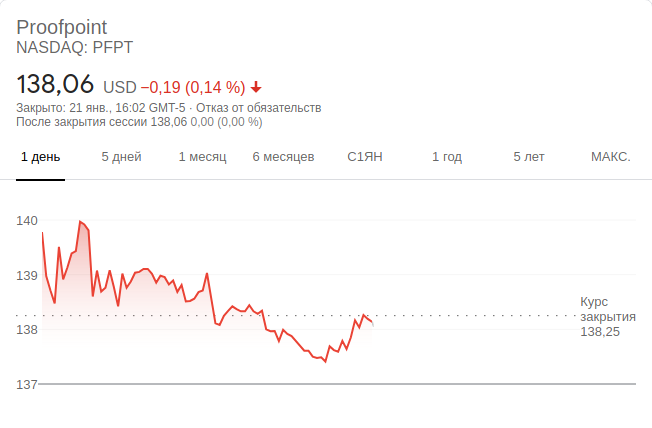 Proofpoint
NASDAQ: PFPT
138,06 USD −0,19 (0,14 %)
Закрыто: 21 янв., 16:02 GMT-5 · Отказ от обязательств
После закрытия сессии 138,06 0,00 (0,00 %)
1 день 5 дней 1 месяц 6 месяцев С1ЯН 1 год 5 лет МАКС.
140
139
Курс
закрытия
138,25
138
137